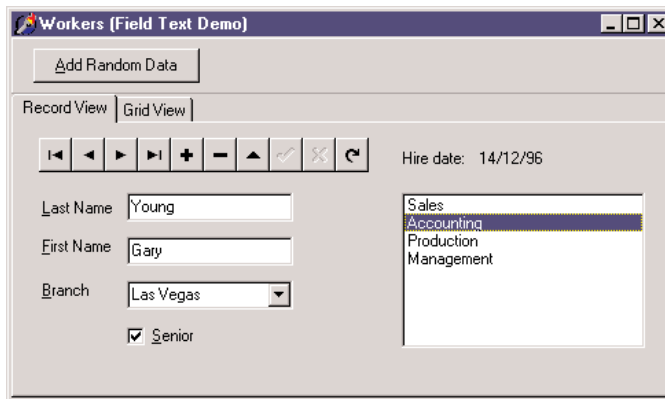 Workers (Field Text Demo)
Add Random Data
Record View Grid View
Hire date: 14/12/96
Last Name Young
First Name Gary
Branch Las Vegas
Senior
Sales
Accounting
Production
Management